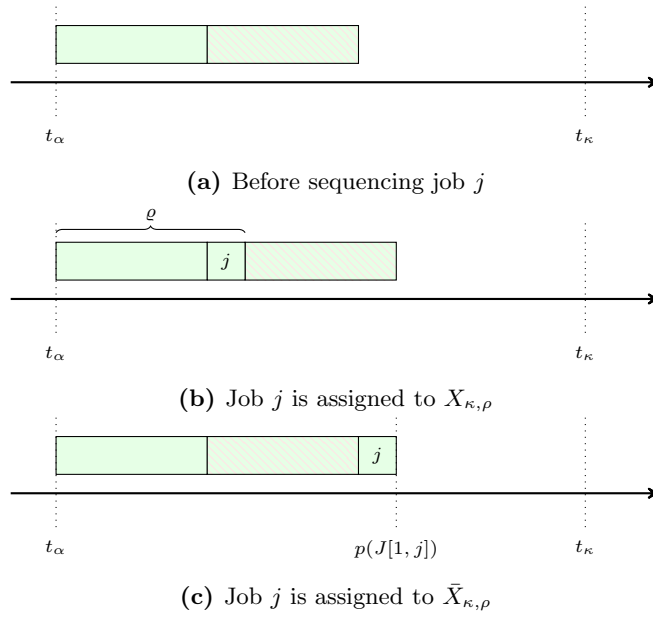 t_α t_κ
(a) Before sequencing job j
ϱ
j
t_α t_κ
(b) Job j is assigned to X_{κ,ρ}
j
t_α p(J[1, j]) t_κ
(c) Job j is assigned to X̄_{κ,ρ}